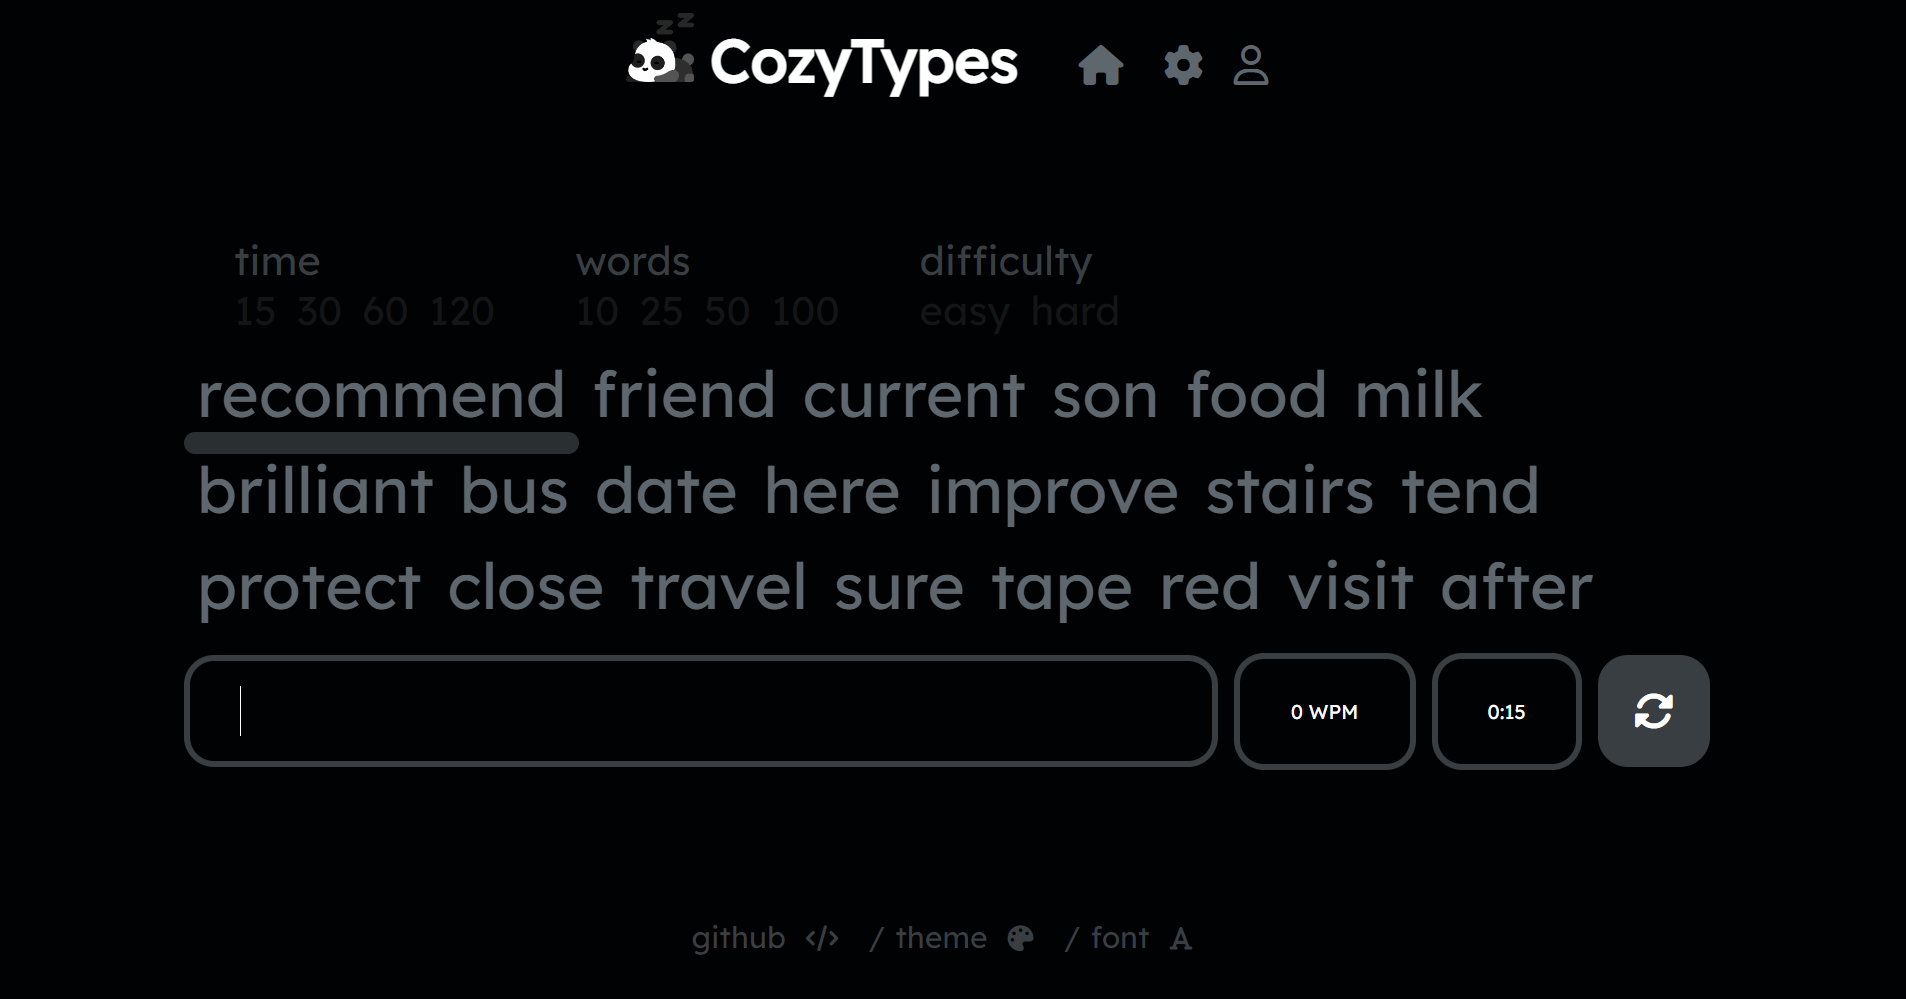 z z
CozyTypes
time words difficulty
15 30 60 120 10 25 50 100 easy hard
recommend friend current son food milk
brilliant bus date here improve stairs tend
protect close travel sure tape red visit after
0 WPM 0:15
github </> / theme / font A